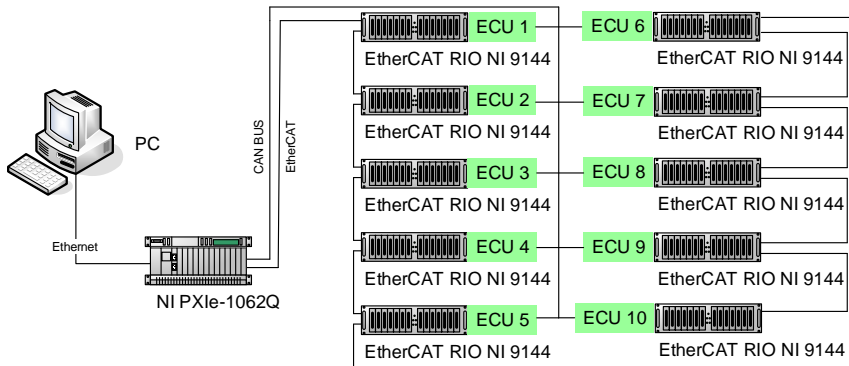 ECU 1
ECU 6
EtherCAT RIO NI 9144
EtherCAT RIO NI 9144
ECU 2
ECU 7
EtherCAT RIO NI 9144
EtherCAT RIO NI 9144
PC
CAN BUS
EtherCAT
ECU 3
ECU 8
EtherCAT RIO NI 9144
EtherCAT RIO NI 9144
Ethernet
ECU 4
ECU 9
EtherCAT RIO NI 9144
EtherCAT RIO NI 9144
NI PXIe-1062Q
ECU 5
ECU 10
EtherCAT RIO NI 9144
EtherCAT RIO NI 9144